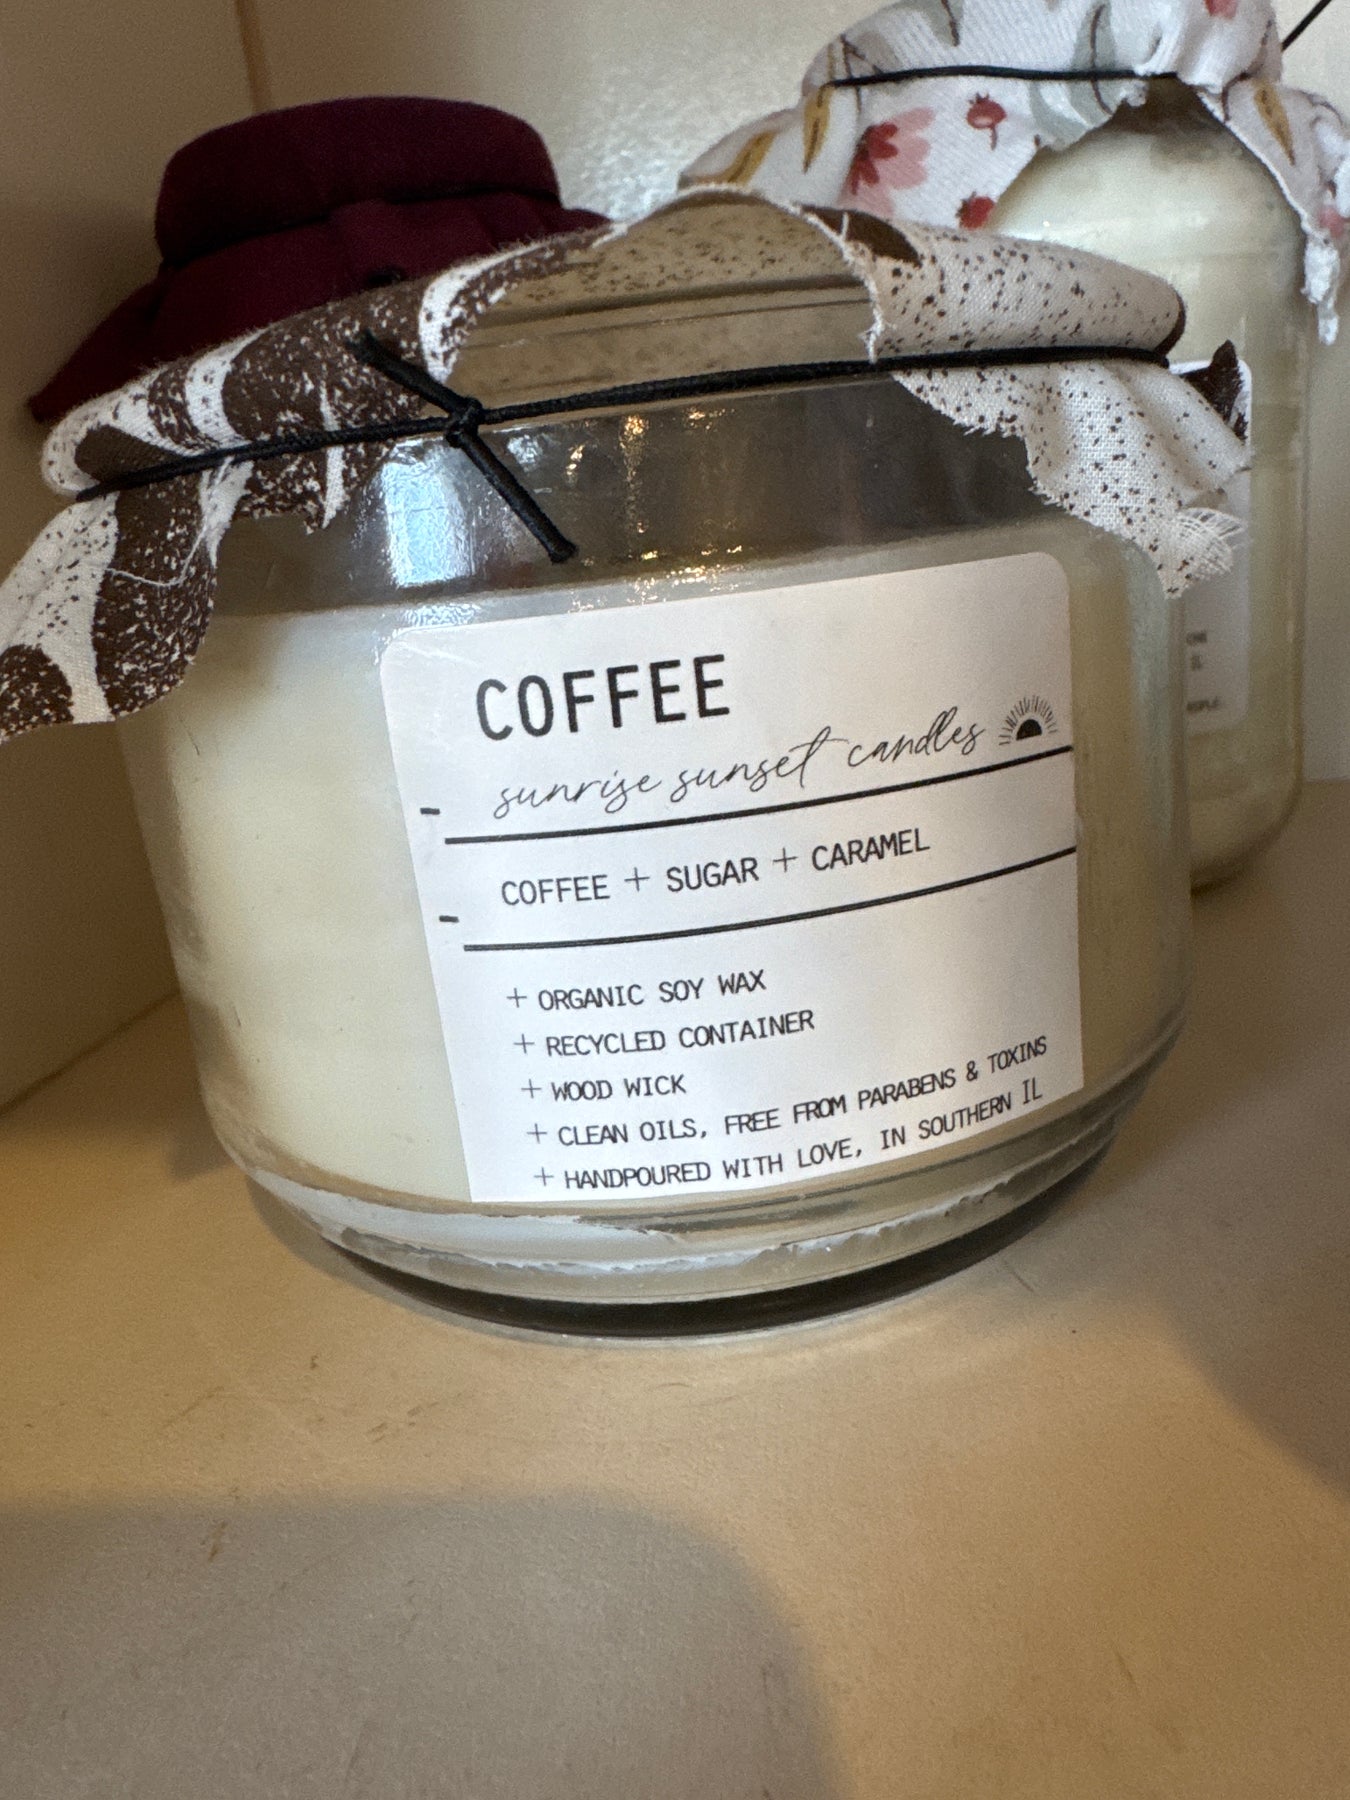 COFFEE
sunrise sunset candles
COFFEE + SUGAR + CARAMEL
+ ORGANIC SOY WAX
+ RECYCLED CONTAINER
+ WOOD WICK
+ CLEAN OILS, FREE FROM PARABENS & TOXINS
+ HANDPOURED WITH LOVE, IN SOUTHERN IL